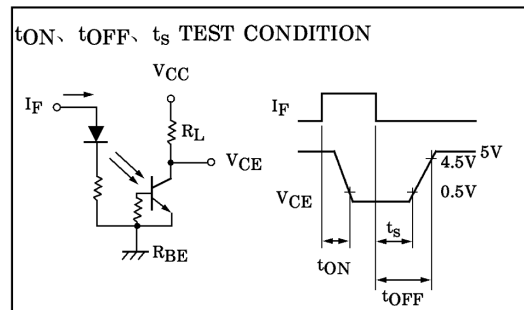 tON、tOFF、ts TEST CONDITION
VCC
IF
RL
VCE
RBE
IF
5V
4.5V
0.5V
VCE
ts
tON
tOFF